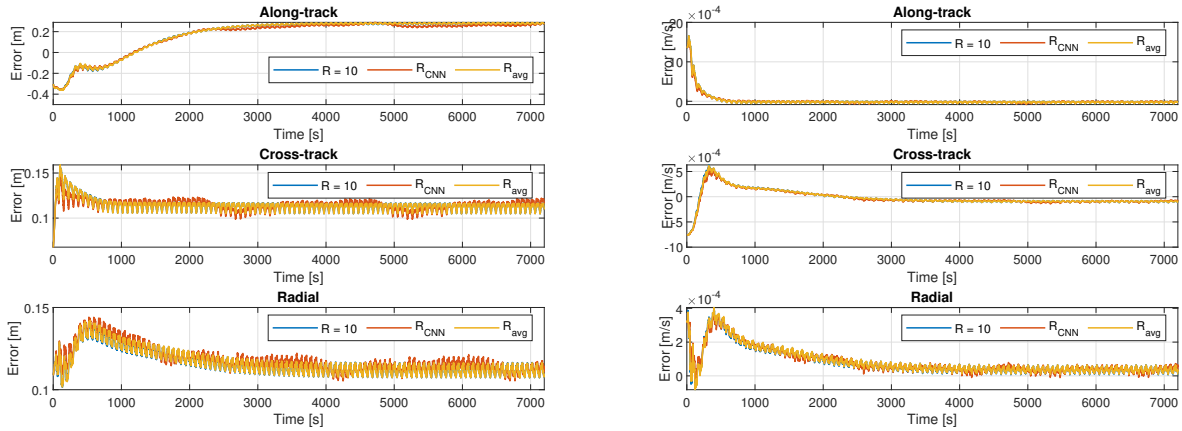 Along-track
Error [m]
0.2
0
-0.2
-0.4
R = 10 R_CNN R_avg
0 1000 2000 3000 4000 5000 6000 7000
Time [s]
Cross-track
Error [m]
0.15
0.1
R = 10 R_CNN R_avg
0 1000 2000 3000 4000 5000 6000 7000
Time [s]
Radial
Error [m]
0.15
0.1
R = 10 R_CNN R_avg
0 1000 2000 3000 4000 5000 6000 7000
Time [s]
Along-track
×10⁻⁴
Error [m/s]
20
10
0
R = 10 R_CNN R_avg
0 1000 2000 3000 4000 5000 6000 7000
Time [s]
Cross-track
×10⁻⁴
Error [m/s]
5
0
-5
-10
R = 10 R_CNN R_avg
0 1000 2000 3000 4000 5000 6000 7000
Time [s]
Radial
×10⁻⁴
Error [m/s]
4
2
0
R = 10 R_CNN R_avg
0 1000 2000 3000 4000 5000 6000 7000
Time [s]